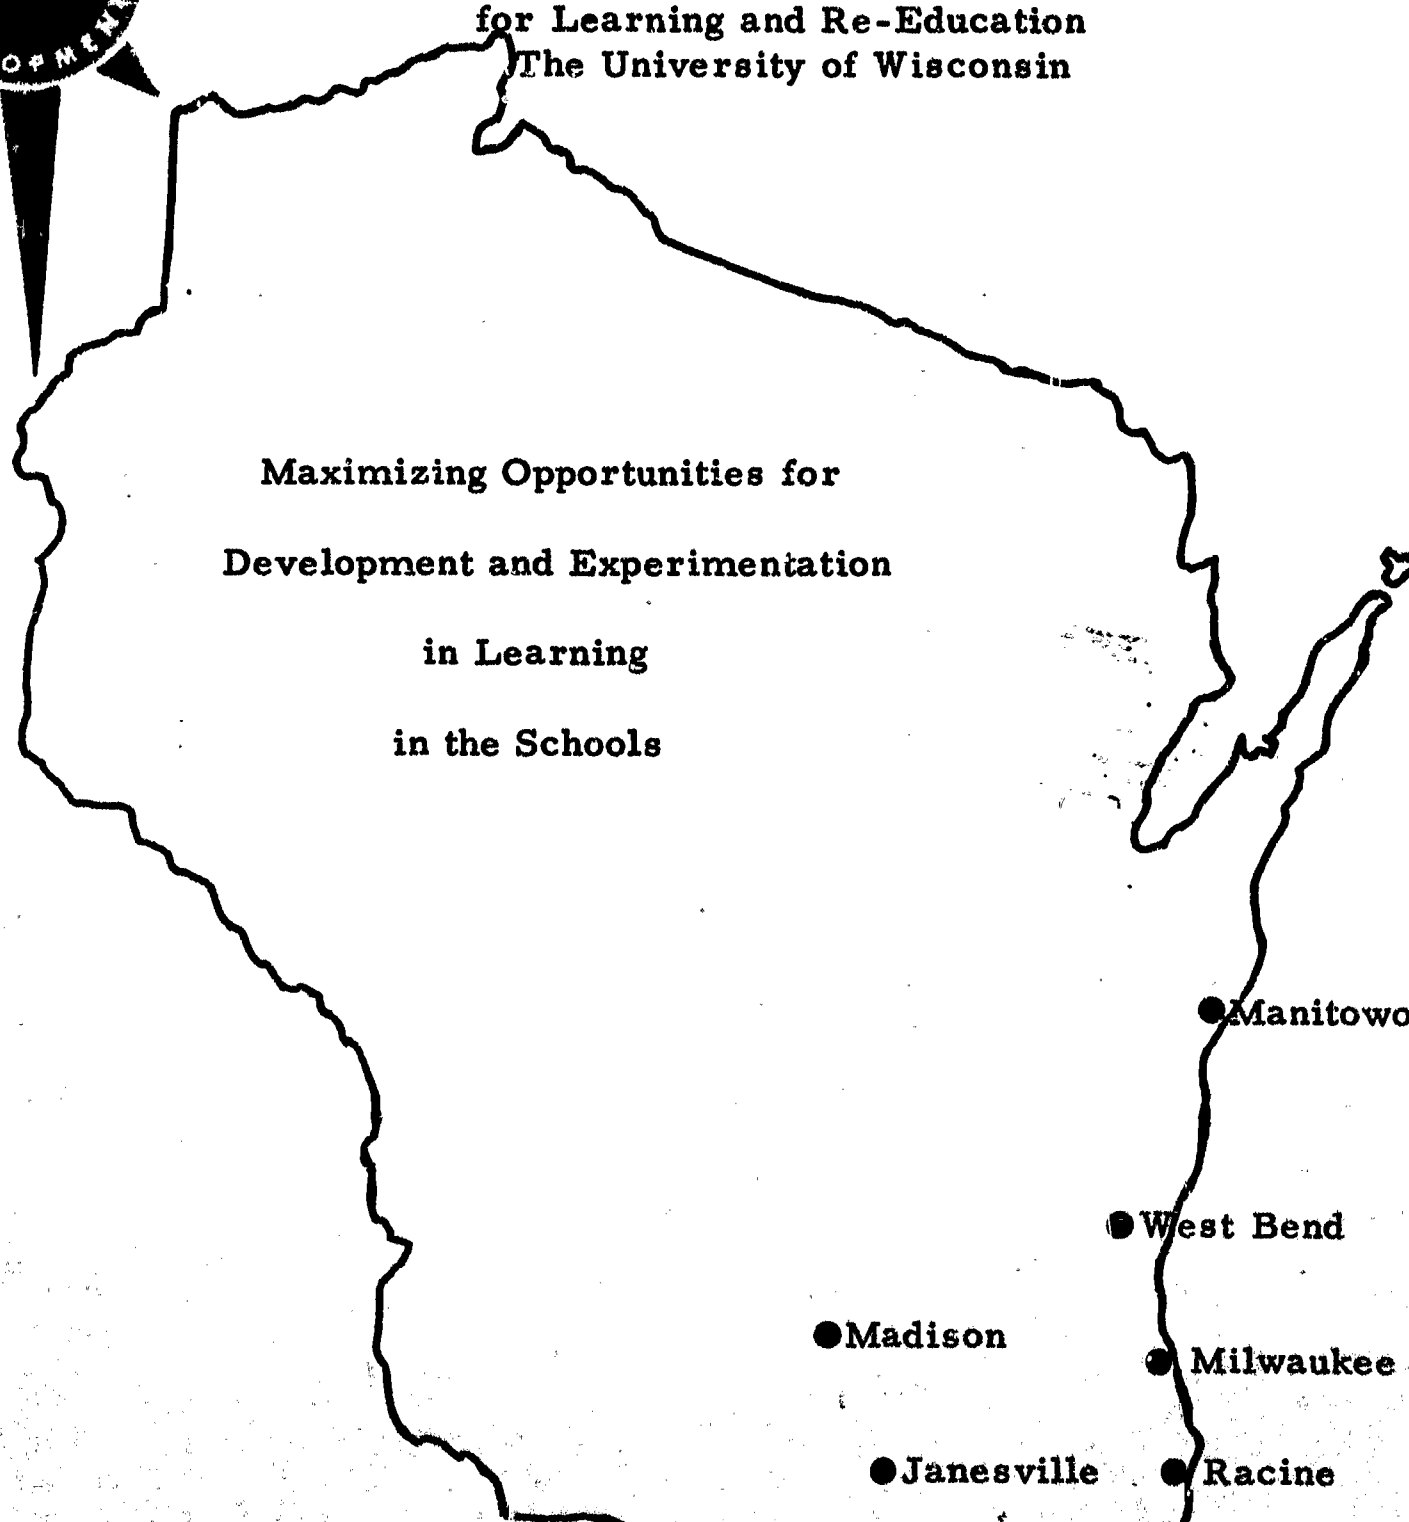 for Learning and Re-Education
The University of Wisconsin
Maximizing Opportunities for
Development and Experimentation
in Learning
in the Schools
Manitowo
West Bend
Madison
Milwaukee
Janesville
Racine